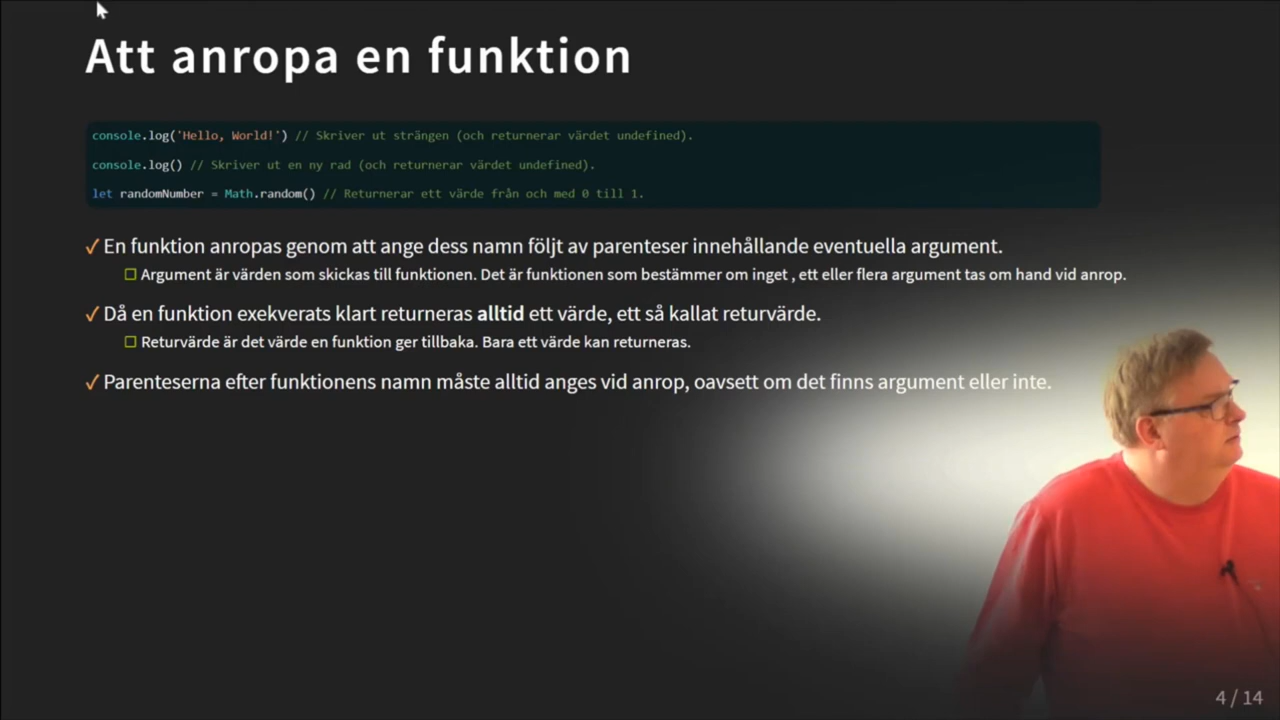 Att anropa en funktion
console.log('Hello, World!') // Skriver ut strängen (och returnerar värdet undefined).
console.log() // Skriver ut en ny rad (och returnerar värdet undefined).
let randomNumber = Math.random() // Returnerar ett värde från och med 0 till 1.
✓ En funktion anropas genom att ange dess namn följt av parenteser innehållande eventuella argument.
☐ Argument är värden som skickas till funktionen. Det är funktionen som bestämmer om inget , ett eller flera argument tas om hand vid anrop.
✓ Då en funktion exekverats klart returneras alltid ett värde, ett så kallat returvärde.
☐ Returvärde är det värde en funktion ger tillbaka. Bara ett värde kan returneras.
✓ Parenteserna efter funktionens namn måste alltid anges vid anrop, oavsett om det finns argument eller inte.
4 / 14